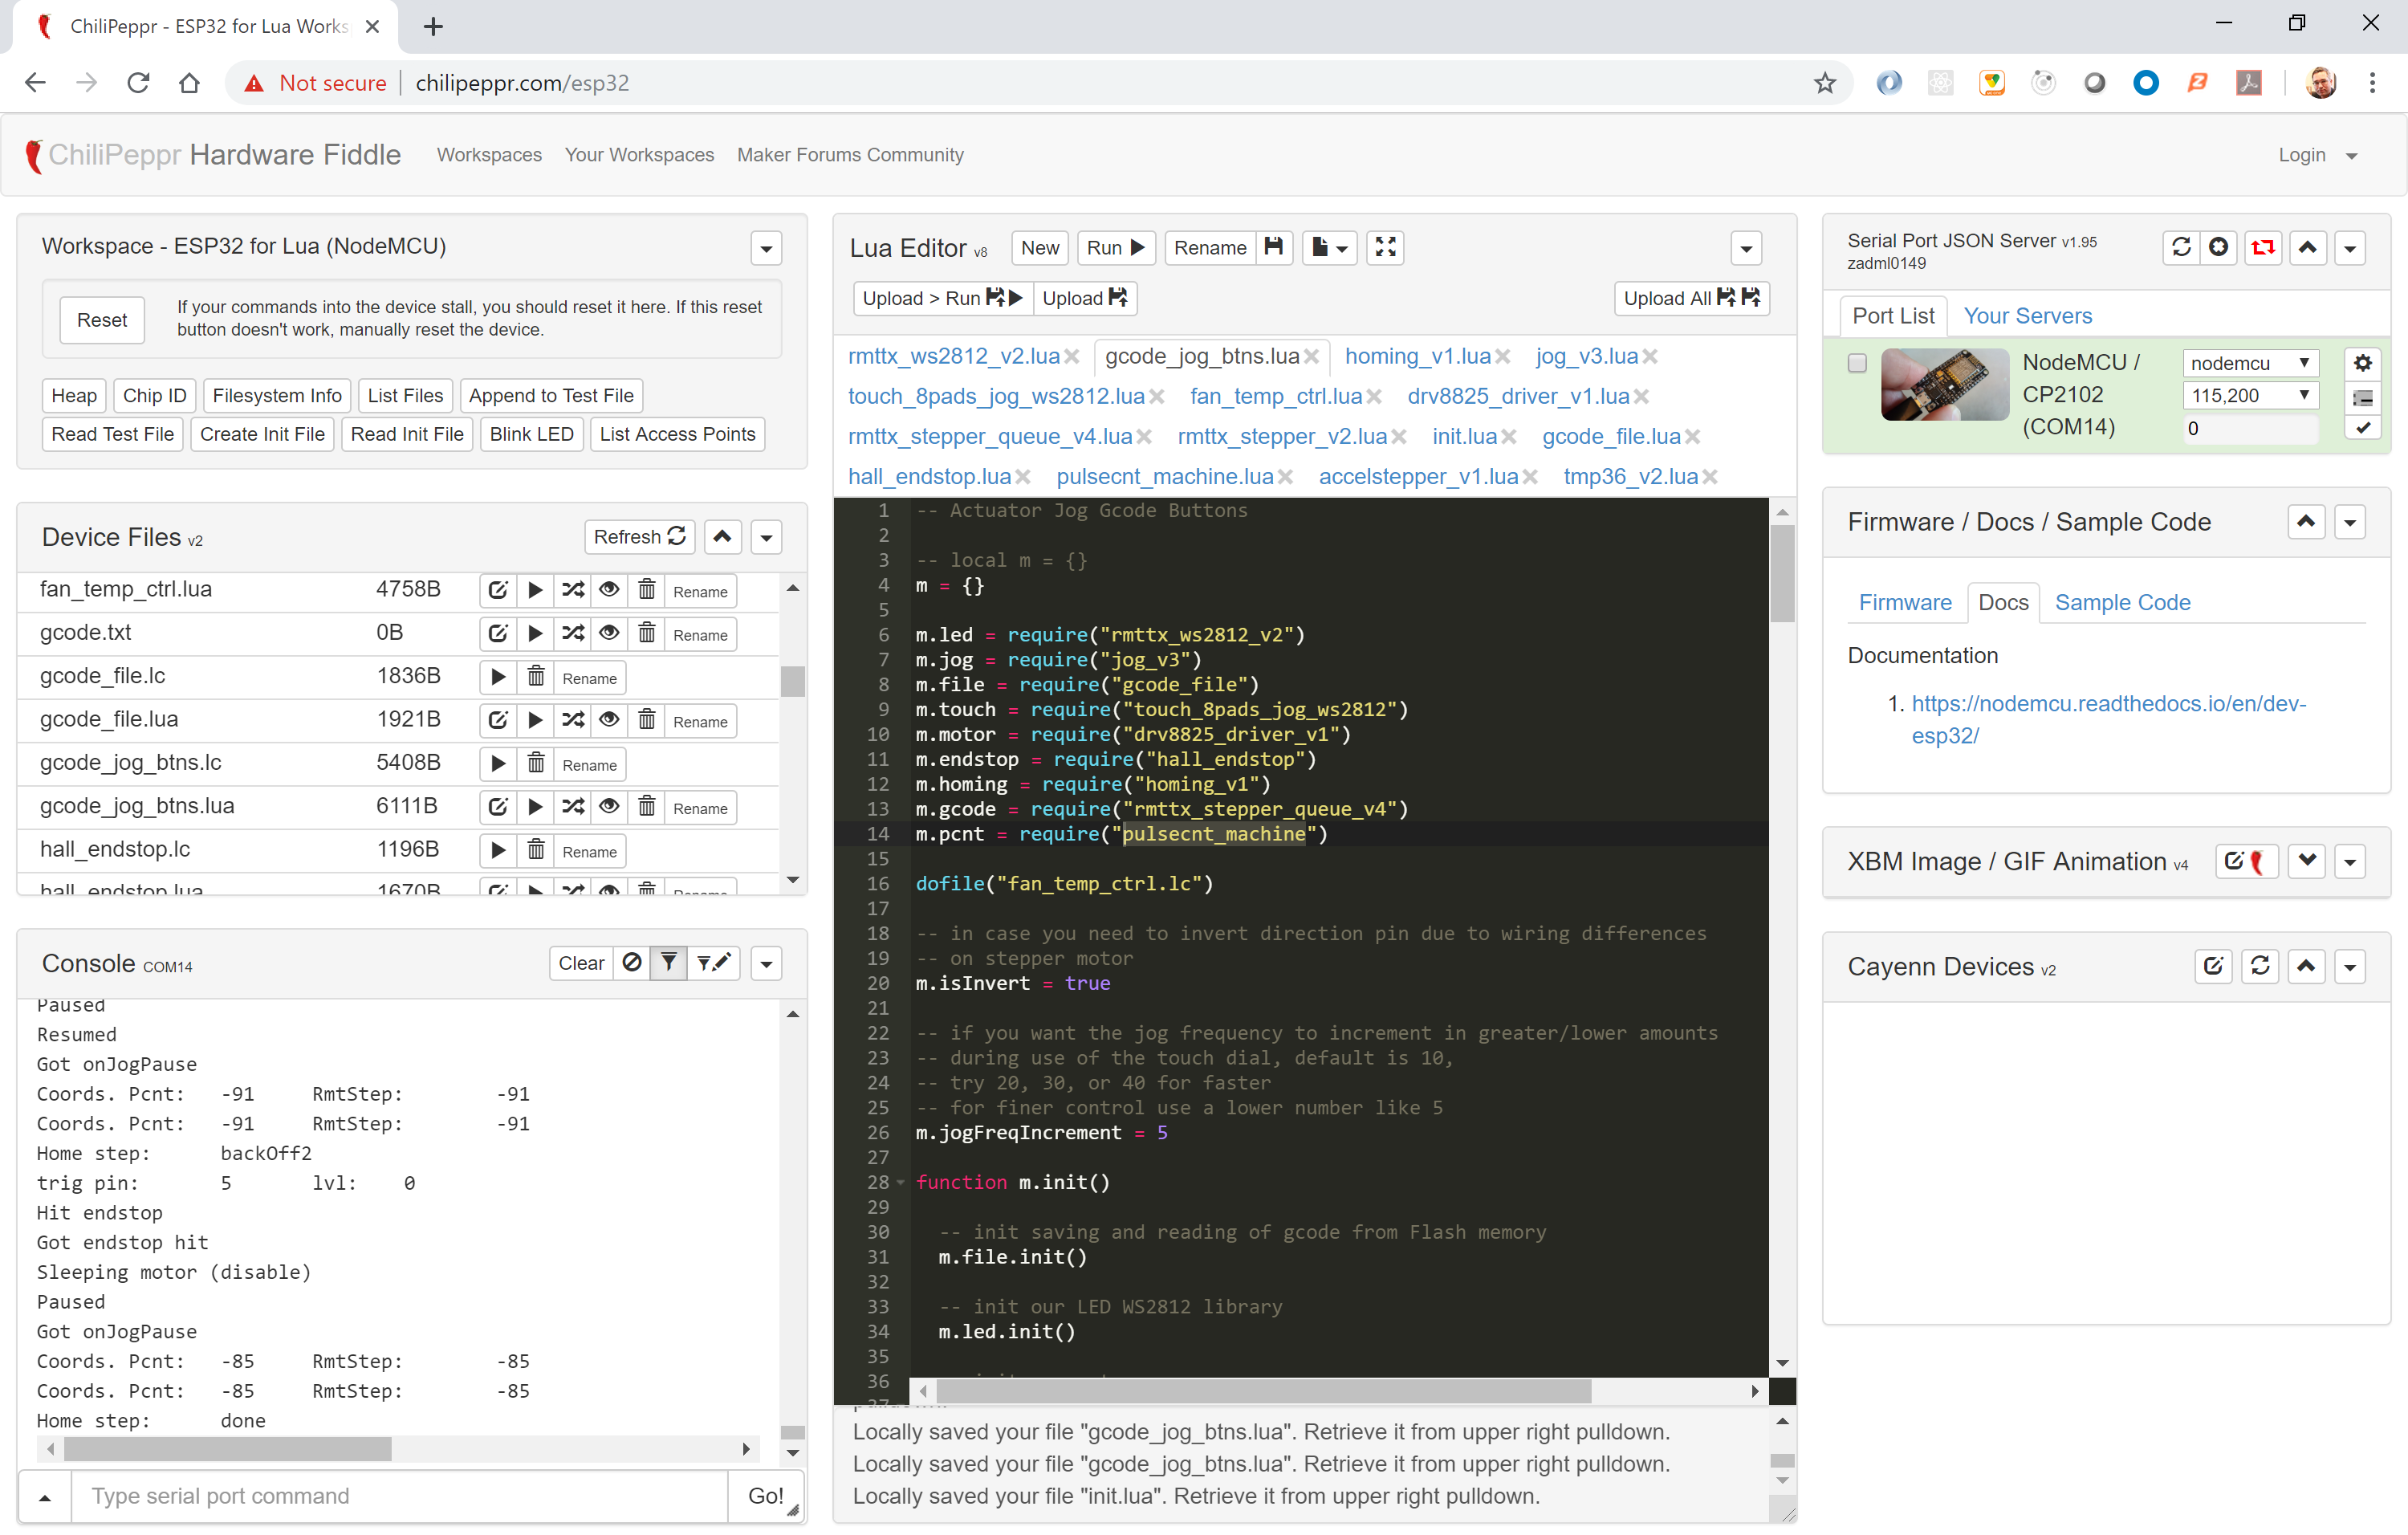 ChiliPeppr - ESP32 for Lua Works
Not secure chilipeppr.com/esp32
ChiliPeppr Hardware Fiddle Workspaces Your Workspaces Maker Forums Community Login
Workspace - ESP32 for Lua (NodeMCU)
Reset
If your commands into the device stall, you should reset it here. If this reset
button doesn't work, manually reset the device.
Heap Chip ID Filesystem Info List Files Append to Test File
Read Test File Create Init File Read Init File Blink LED List Access Points
Device Files v2 Refresh
fan_temp_ctrl.lua 4758B Rename
gcode.txt 0B Rename
gcode_file.lc 1836B Rename
gcode_file.lua 1921B Rename
gcode_jog_btns.lc 5408B Rename
gcode_jog_btns.lua 6111B Rename
hall_endstop.lc 1196B Rename
hall_endstop.lua 1670B Rename
Console COM14 Clear
Paused
Resumed
Got onJogPause
Coords. Pcnt: -91 RmtStep: -91
Coords. Pcnt: -91 RmtStep: -91
Home step: backOff2
trig pin: 5 lvl: 0
Hit endstop
Got endstop hit
Sleeping motor (disable)
Paused
Got onJogPause
Coords. Pcnt: -85 RmtStep: -85
Coords. Pcnt: -85 RmtStep: -85
Home step: done
Type serial port command Go!
Lua Editor v8 New Run Rename
Upload > Run Upload Upload All
rmttx_ws2812_v2.lua gcode_jog_btns.lua homing_v1.lua jog_v3.lua
touch_8pads_jog_ws2812.lua fan_temp_ctrl.lua drv8825_driver_v1.lua
rmttx_stepper_queue_v4.lua rmttx_stepper_v2.lua init.lua gcode_file.lua
hall_endstop.lua pulsecnt_machine.lua accelstepper_v1.lua tmp36_v2.lua
1 -- Actuator Jog Gcode Buttons
2
3 -- local m = {}
4 m = {}
5
6 m.led = require("rmttx_ws2812_v2")
7 m.jog = require("jog_v3")
8 m.file = require("gcode_file")
9 m.touch = require("touch_8pads_jog_ws2812")
10 m.motor = require("drv8825_driver_v1")
11 m.endstop = require("hall_endstop")
12 m.homing = require("homing_v1")
13 m.gcode = require("rmttx_stepper_queue_v4")
14 m.pcnt = require("pulsecnt_machine")
15
16 dofile("fan_temp_ctrl.lc")
17
18 -- in case you need to invert direction pin due to wiring differences
19 -- on stepper motor
20 m.isInvert = true
21
22 -- if you want the jog frequency to increment in greater/lower amounts
23 -- during use of the touch dial, default is 10,
24 -- try 20, 30, or 40 for faster
25 -- for finer control use a lower number like 5
26 m.jogFreqIncrement = 5
27
28 function m.init()
29
30 -- init saving and reading of gcode from Flash memory
31 m.file.init()
32
33 -- init our LED WS2812 library
34 m.led.init()
35
36
37
Locally saved your file "gcode_jog_btns.lua". Retrieve it from upper right pulldown.
Locally saved your file "gcode_jog_btns.lua". Retrieve it from upper right pulldown.
Locally saved your file "init.lua". Retrieve it from upper right pulldown.
Serial Port JSON Server v1.95
zadml0149
Port List Your Servers
NodeMCU / nodemcu
CP2102 115,200
(COM14) 0
Firmware / Docs / Sample Code
Firmware Docs Sample Code
Documentation
1. https://nodemcu.readthedocs.io/en/dev-
esp32/
XBM Image / GIF Animation v4
Cayenn Devices v2